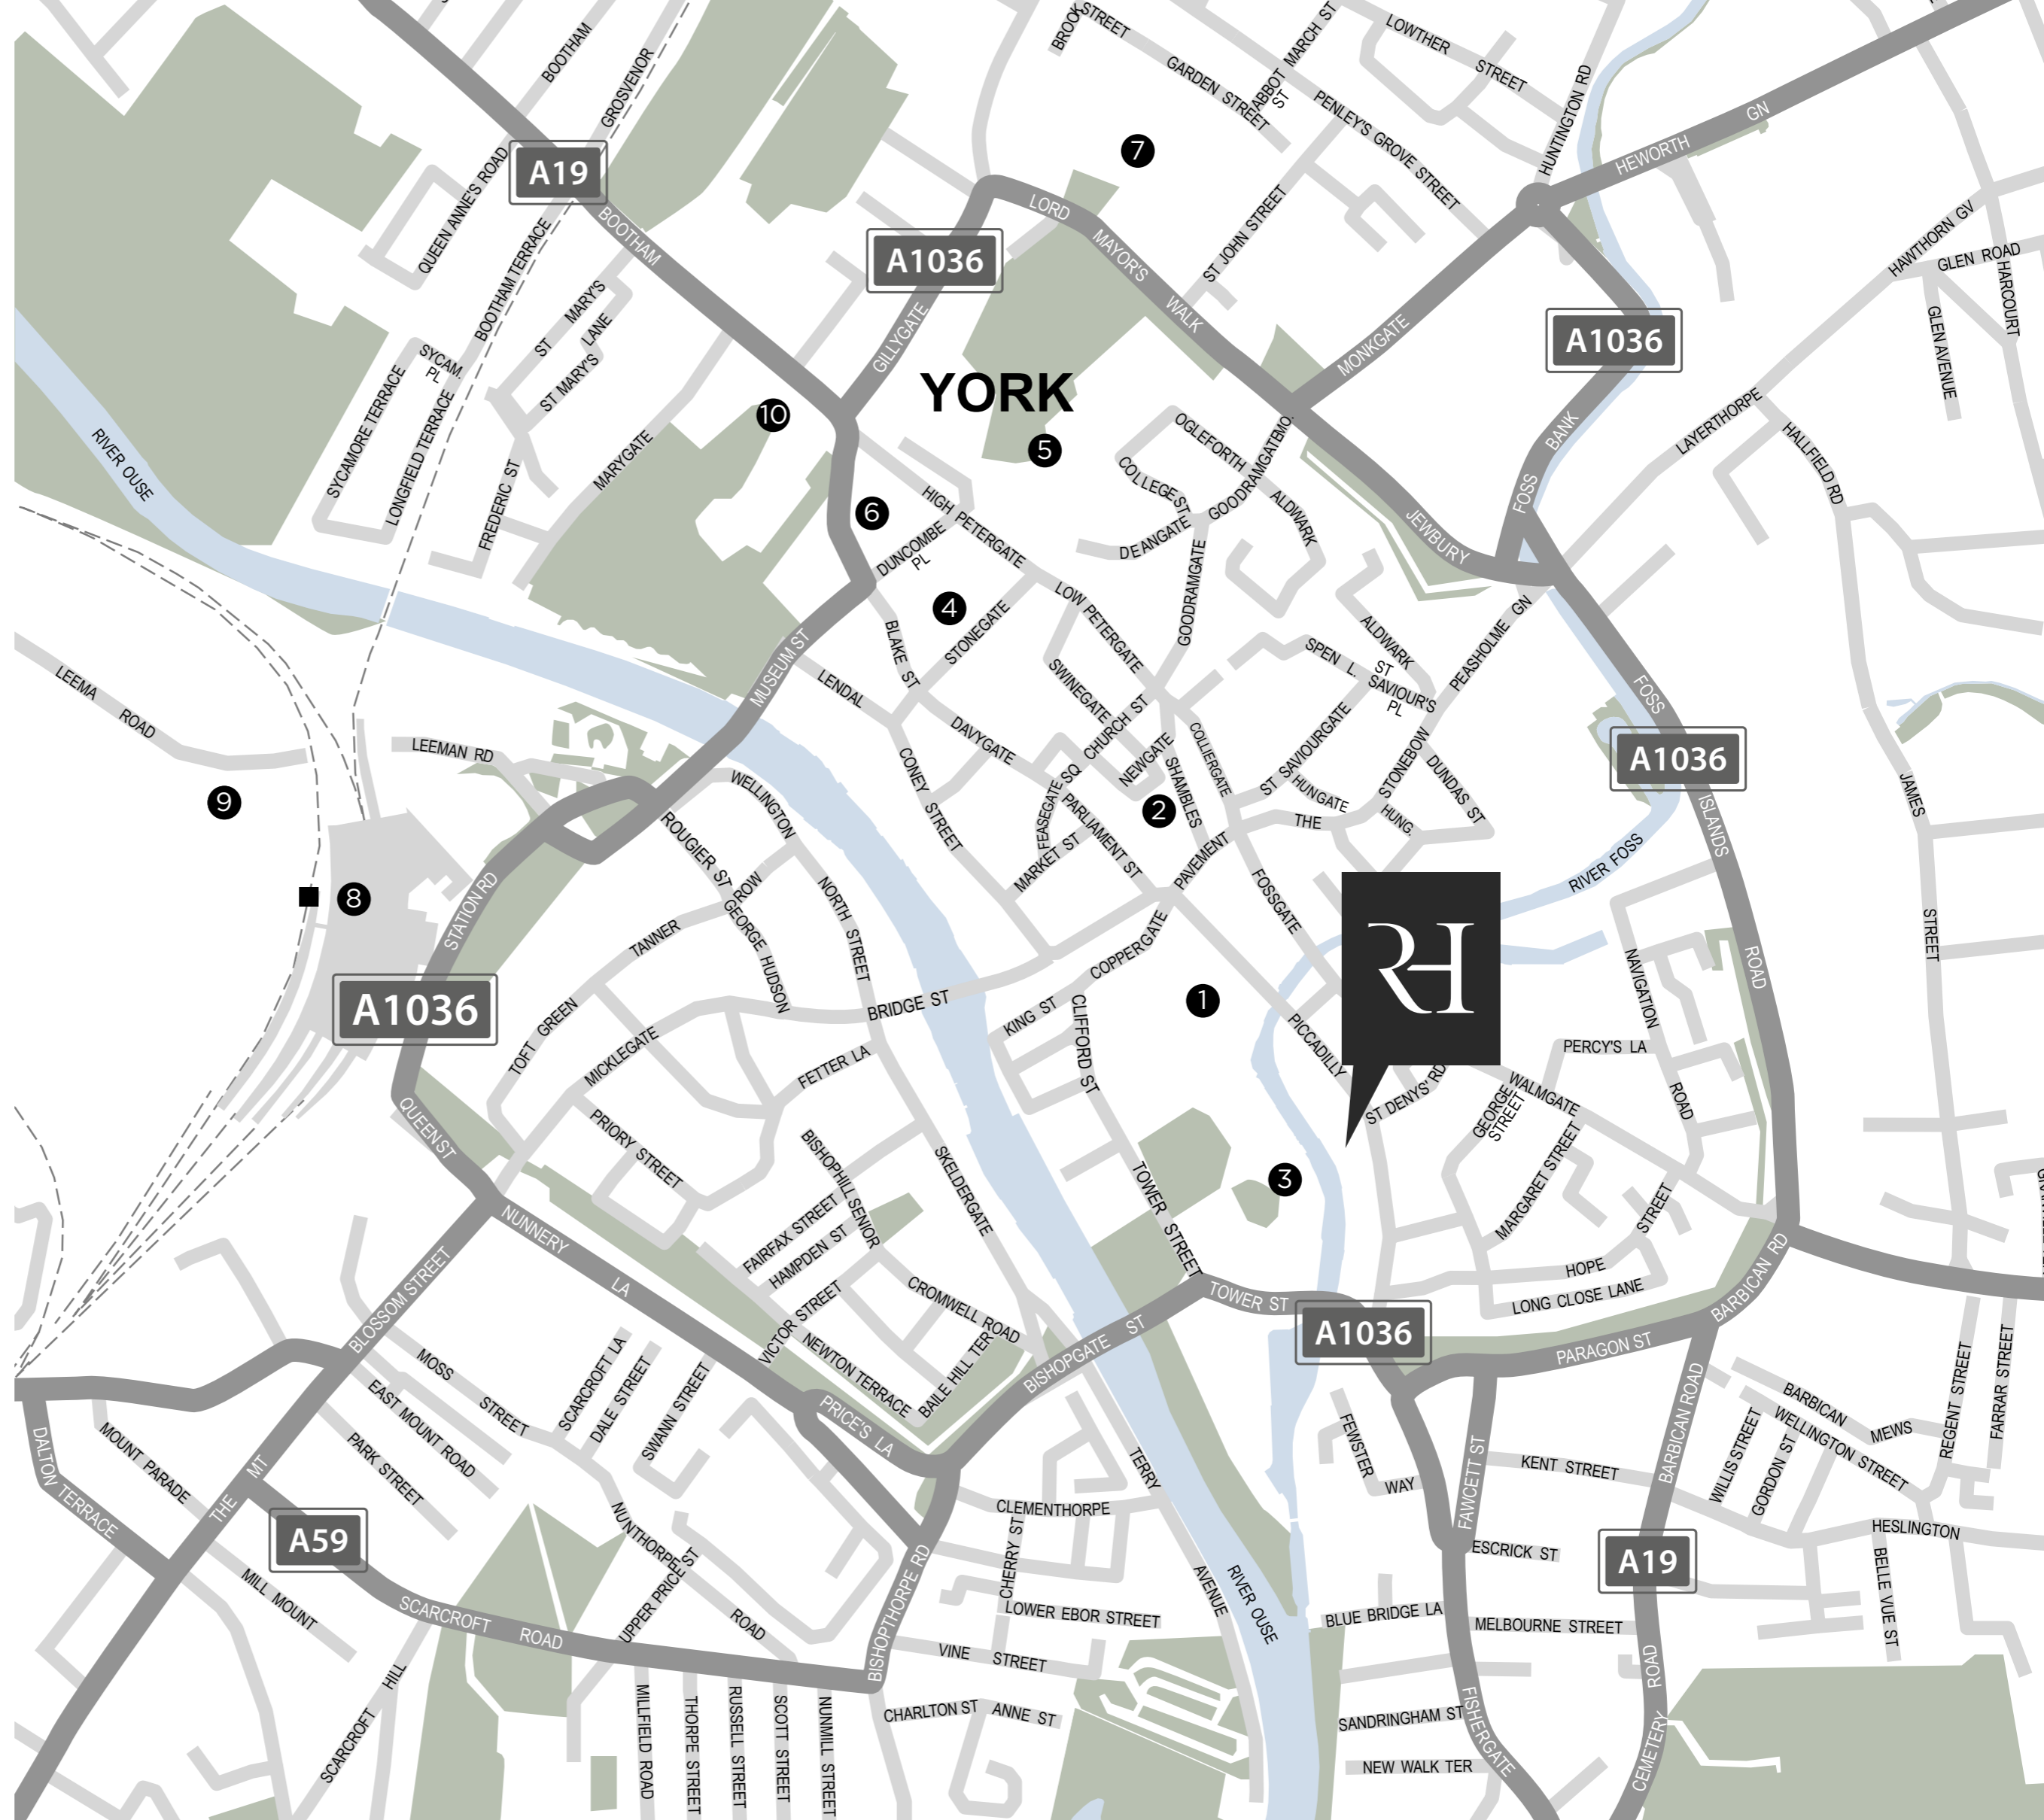 BOOTHAM
GROSVENOR
BROOK
STREET
GARDEN STREET
ABBOT MARCH ST
ST
LOWTHER
STREET
PENLEY'S GROVE STREET
HUNTINGTON RD
HEWORTH GN
A19
QUEEN ANNE'S ROAD
BOOTHAM TERRACE
BOOTHAM
7
LORD MAYOR'S WALK
ST JOHN STREET
A1036
GILLYGATE
MONKGATE
A1036
HAWTHORN GV
GLEN ROAD
HARCOURT
GLEN AVENUE
ST MARY'S
LANE
ST MARY'S
SYCAM.
PL
SYCAMORE TERRACE
LONGFIELD TERRACE
FREDERIC ST
MARYGATE
RIVER OUSE
YORK
10
5
6
OGLEFORTH
COLLEGE ST
GOODRAMGATE
MO.
ALDWARK
DEANGATE
GOODRAMGATE
JEWBURY
FOSS BANK
LAYERTHORPE
HALLFIELD RD
HIGH PETERGATE
DUNCOMBE
PL
4
STONEGATE
BLAKE ST
LOW PETERGATE
MUSEUM ST
LENDAL
DAVYGATE
CONEY STREET
SWINEGATE
CHURCH ST
NEWGATE
SHAMBLES
COLLIERGATE
SPEN L.
ALDWARK
ST
SAVIOUR'S
PL
PEASHOLME GN
ST SAVIOURGATE
HUNGATE
THE
STONEBOW
HUNG.
DUNDAS ST
FOSS
A1036
ISLANDS
ROAD
JAMES
STREET
RIVER FOSS
LEEMA ROAD
LEEMAN RD
9
8
STATION RD
WELLINGTON
ROUGIER ST
ROW
TANNER
GEORGE HUDSON
NORTH STREET
FEASEGATE
SQ
PARLIAMENT ST
MARKET ST
2
PAVEMENT
FOSSGATE
COPPERGATE
BRIDGE ST
KING ST
CLIFFORD ST
1
PICCADILLY
RH
NAVIGATION
ROAD
PERCY'S LA
WALMGATE
ST DENYS' RD
GEORGE
STREET
MARGARET STREET
STREET
HOPE
LONG CLOSE LANE
A1036
TOFT GREEN
MICKLEGATE
FETTER LA
QUEEN ST
PRIORY STREET
BISHOPHILL SENIOR
FAIRFAX STREET
HAMPDEN ST
SKELDERGATE
TOWER STREET
3
NUNNERY LA
VICTOR STREET
NEWTON TERRACE
BAILE HILL TER
CROMWELL ROAD
BISHOPGATE ST
TOWER ST
A1036
PARAGON ST
BARBICAN RD
BLOSSOM STREET
MOSS STREET
SCARCROFT LA
DALE STREET
SWANN STREET
PRICE'S LA
EAST MOUNT ROAD
PARK STREET
THE MT
DALTON TERRACE
MOUNT PARADE
MILL MOUNT
A59
NUNTHORPE
ROAD
UPPER PRICE ST
SCARCROFT ROAD
SCARCROFT HILL
BISHOPTHORPE RD
CLEMENTHORPE
CHERRY ST
LOWER EBOR STREET
VINE STREET
CHARLTON ST
ANNE ST
TERRY
AVENUE
RIVER OUSE
MILLFIELD ROAD
THORPE STREET
RUSSELL STREET
SCOTT STREET
NUNMILL STREET
FEWSTER
WAY
FAWCETT ST
KENT STREET
BARBICAN ROAD
BARBICAN
MEWS
WELLINGTON STREET
WILLIS STREET
GORDON ST
REGENT STREET
FARRAR STREET
HESLINGTON
BELLE VUE ST
ESCRICK ST
A19
BLUE BRIDGE LA
MELBOURNE STREET
SANDRINGHAM ST
NEW WALK TER
FISHERGATE
CEMETERY ROAD